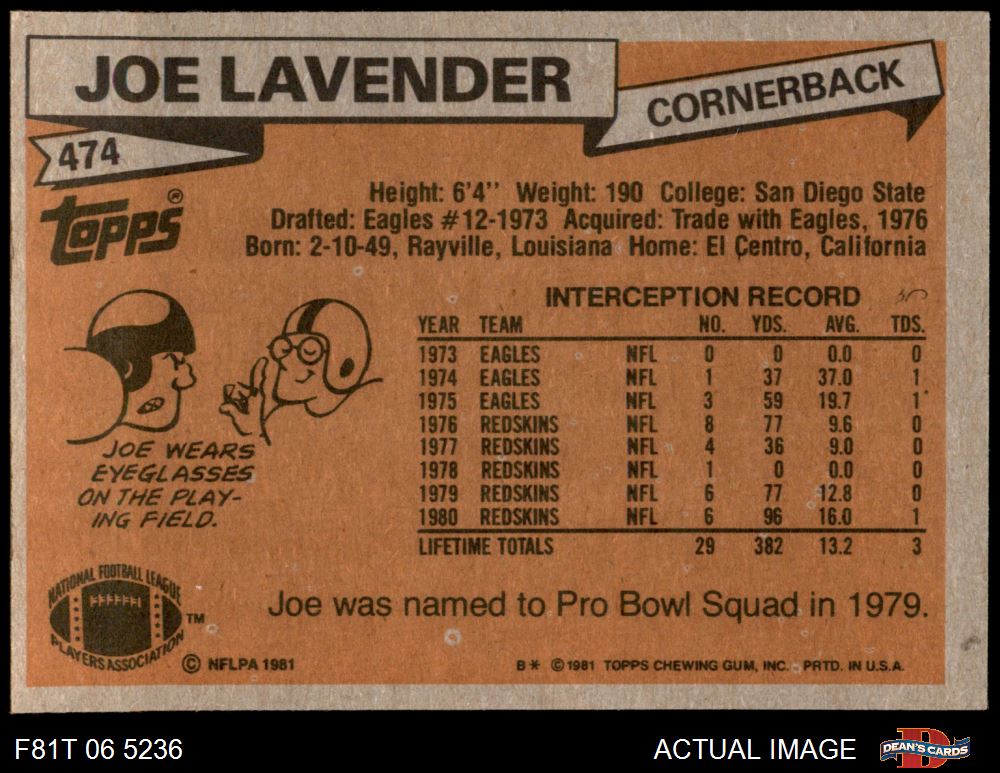 JOE LAVENDER
CORNERBACK
474
TOPPS®
Height: 6'4'' Weight: 190 College: San Diego State
Drafted: Eagles #12-1973 Acquired: Trade with Eagles, 1976
Born: 2-10-49, Rayville, Louisiana Home: El Centro, California
INTERCEPTION RECORD
YEAR TEAM NO. YDS. AVG. TDS.
1973 EAGLES NFL 0 0 0.0 0
1974 EAGLES NFL 1 37 37.0 1
1975 EAGLES NFL 3 59 19.7 1
1976 REDSKINS NFL 8 77 9.6 0
1977 REDSKINS NFL 4 36 9.0 0
1978 REDSKINS NFL 1 0 0.0 0
1979 REDSKINS NFL 6 77 12.8 0
1980 REDSKINS NFL 6 96 16.0 1
LIFETIME TOTALS 29 382 13.2 3
JOE WEARS
EYEGLASSES
ON THE PLAY-
ING FIELD.
Joe was named to Pro Bowl Squad in 1979.
NATIONAL FOOTBALL LEAGUE
PLAYERS ASSOCIATION
TM
© NFLPA 1981
B* © 1981 TOPPS CHEWING GUM, INC. PRTD. IN U.S.A.
F81T 06 5236
ACTUAL IMAGE
DEAN'S CARDS